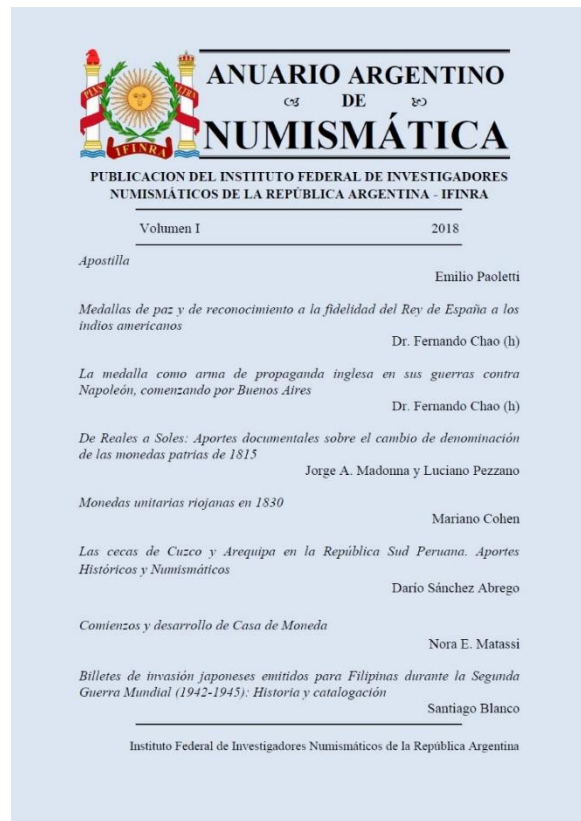 ANUARIO ARGENTINO
DE
NUMISMÁTICA
IFINRA
PUBLICACION DEL INSTITUTO FEDERAL DE INVESTIGADORES
NUMISMÁTICOS DE LA REPÚBLICA ARGENTINA - IFINRA
Volumen I 2018
Apostilla
Emilio Paoletti
Medallas de paz y de reconocimiento a la fidelidad del Rey de España a los
indios americanos
Dr. Fernando Chao (h)
La medalla como arma de propaganda inglesa en sus guerras contra
Napoleón, comenzando por Buenos Aires
Dr. Fernando Chao (h)
De Reales a Soles: Aportes documentales sobre el cambio de denominación
de las monedas patrias de 1815
Jorge A. Madonna y Luciano Pezzano
Monedas unitarias riojanas en 1830
Mariano Cohen
Las cecas de Cuzco y Arequipa en la República Sud Peruana. Aportes
Históricos y Numismáticos
Darío Sánchez Abrego
Comienzos y desarrollo de Casa de Moneda
Nora E. Matassi
Billetes de invasión japoneses emitidos para Filipinas durante la Segunda
Guerra Mundial (1942-1945): Historia y catalogación
Santiago Blanco
Instituto Federal de Investigadores Numismáticos de la República Argentina